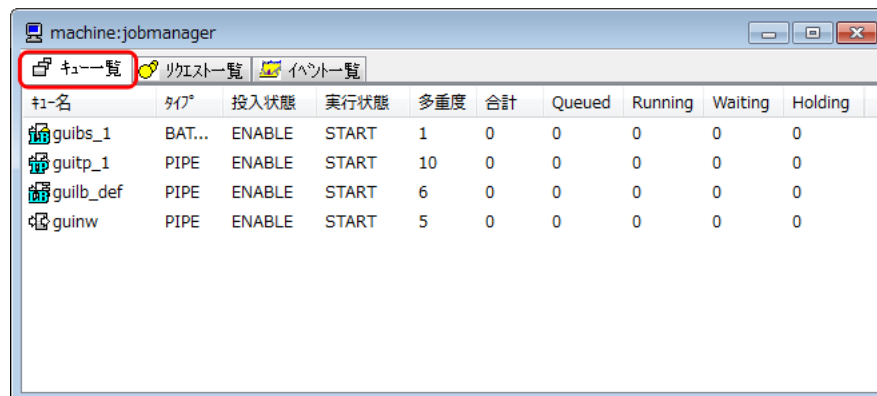 machine:jobmanager
キュー一覧 リクエスト一覧 イベント一覧
キュー名 タイプ 投入状態 実行状態 多重度 合計 Queued Running Waiting Holding
guibs_1 BAT... ENABLE START 1 0 0 0 0 0
guitp_1 PIPE ENABLE START 10 0 0 0 0 0
guilb_def PIPE ENABLE START 6 0 0 0 0 0
guinw PIPE ENABLE START 5 0 0 0 0 0